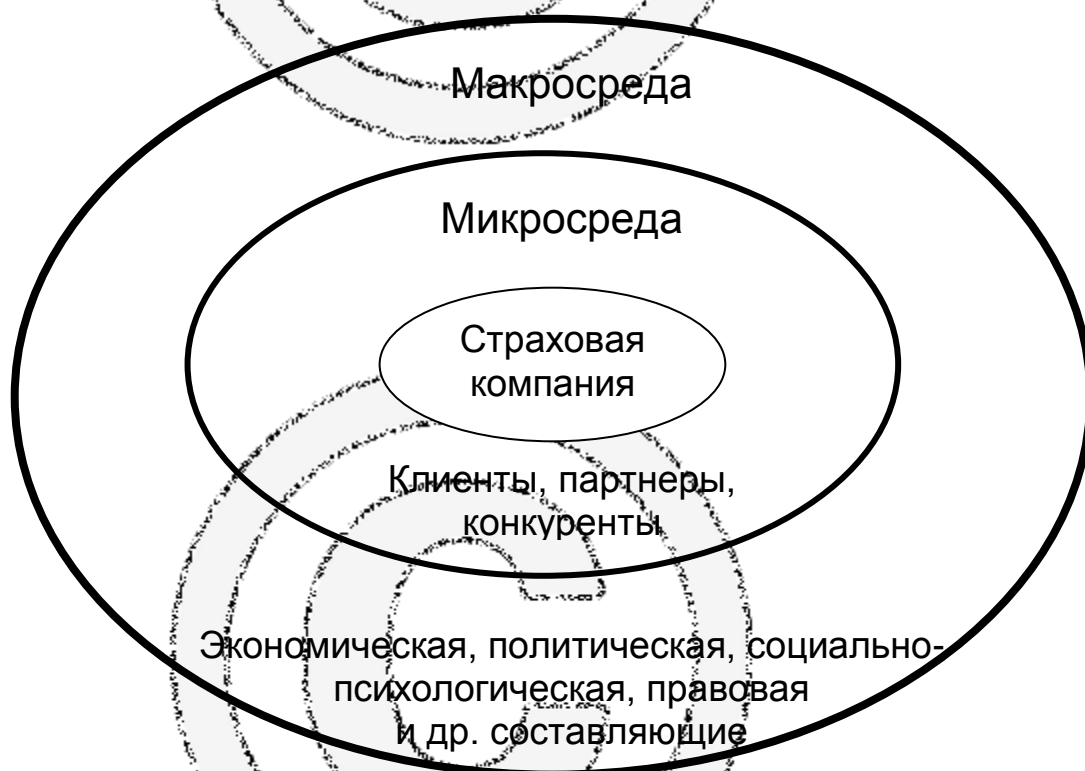 Макросреда
Микросреда
Страховая
компания
Клиенты, партнеры,
конкуренты
Экономическая, политическая, социально-
психологическая, правовая
и др. составляющие